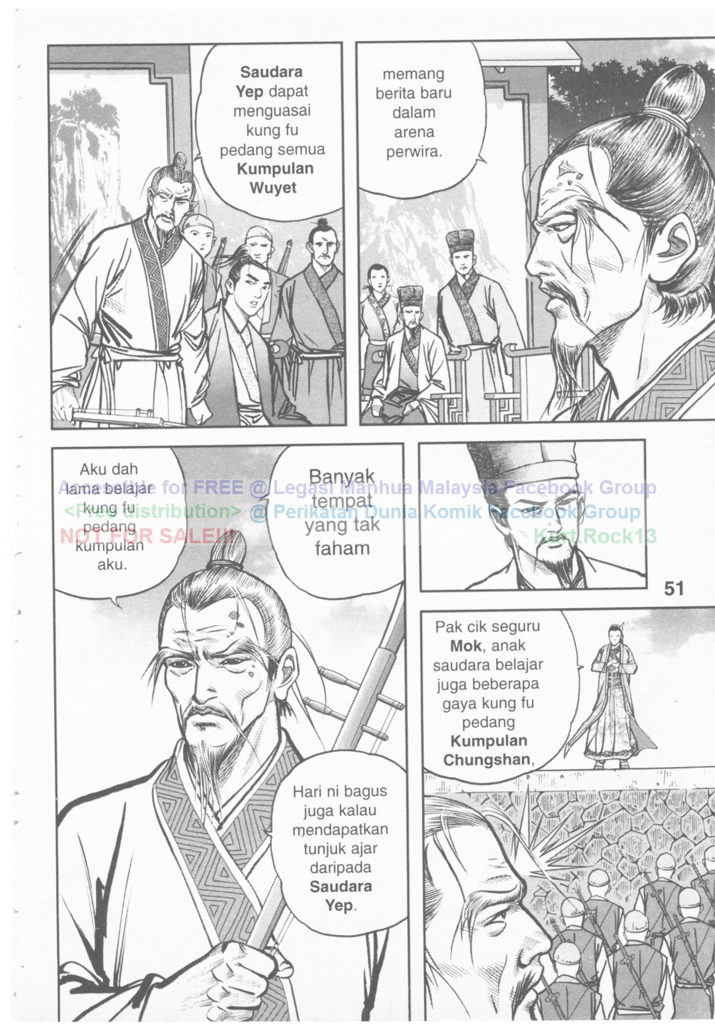 Saudara
Yep dapat
menguasai
kung fu
pedang semua
Kumpulan
Wuyet
memang
berita baru
dalam
arena
perwira.
Aku dah
lama belajar
kung fu
pedang
kumpulan
aku.
Banyak
tempat
yang tak
faham
Accessible for FREE @ Legasi Manhua Malaysia Facebook Group
<Free distribution> @ Perikatan Dunia Komik Facebook Group
NOT FOR SALE!!!
Kurt.Rock13
51
Pak cik seguru
Mok, anak
saudara belajar
juga beberapa
gaya kung fu
pedang
Kumpulan
Chungshan,
Hari ni bagus
juga kalau
mendapatkan
tunjuk ajar
daripada
Saudara
Yep.